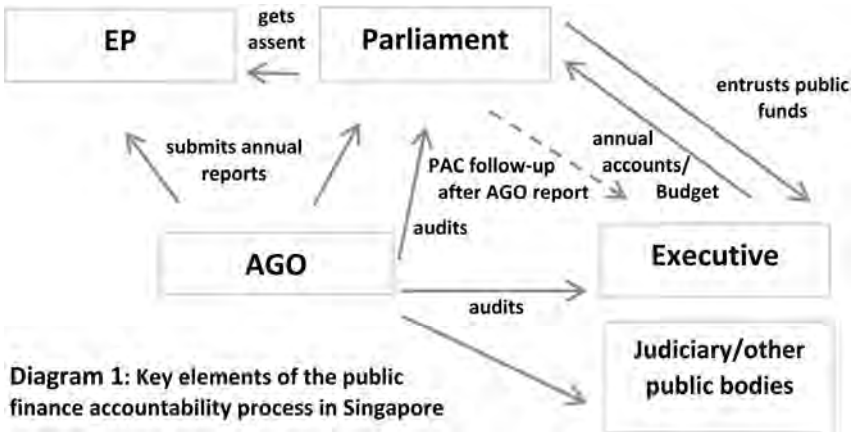 EP
gets
assent
Parliament
entrusts public
funds
submits annual
reports
PAC follow-up
after AGO report
annual
accounts/
Budget
audits
AGO
Executive
audits
Judiciary/other
public bodies
Diagram 1: Key elements of the public
finance accountability process in Singapore